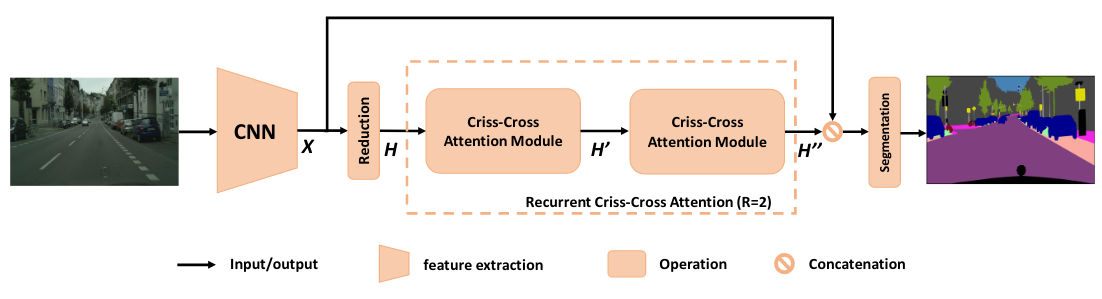 CNN
X
Reduction
H
Criss-Cross
Attention Module
H’
Criss-Cross
Attention Module
H’’
Segmentation
Recurrent Criss-Cross Attention (R=2)
Input/output
feature extraction
Operation
Concatenation